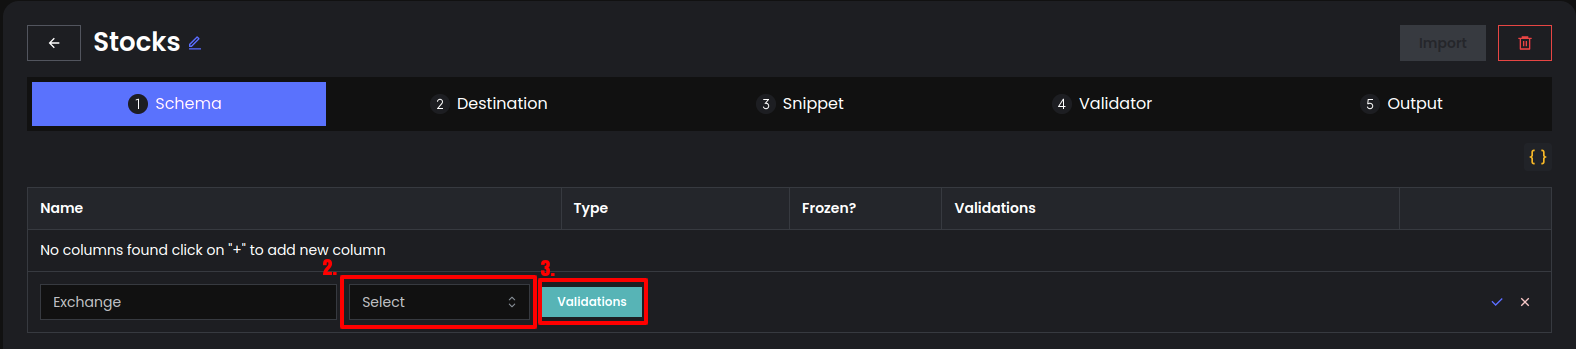 Stocks
Import
1 Schema
2 Destination
3 Snippet
4 Validator
5 Output
{ }
Name Type Frozen? Validations
No columns found click on "+" to add new column
2. 3.
Exchange Select Validations